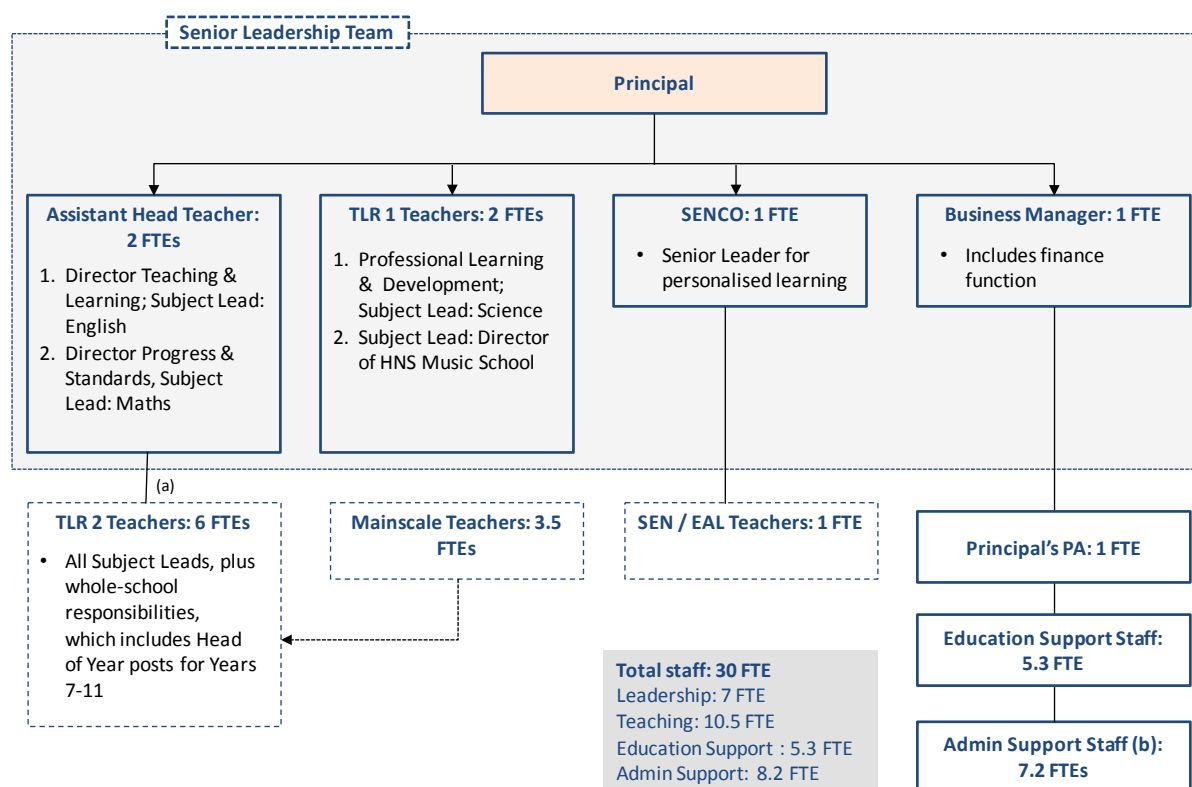 Senior Leadership Team
Principal
Assistant Head Teacher:
2 FTEs
1. Director Teaching &
Learning; Subject Lead:
English
2. Director Progress &
Standards, Subject
Lead: Maths
TLR 1 Teachers: 2 FTEs
1. Professional Learning
& Development;
Subject Lead: Science
2. Subject Lead: Director
of HNS Music School
SENCO: 1 FTE
• Senior Leader for
personalised learning
Business Manager: 1 FTE
• Includes finance
function
(a)
TLR 2 Teachers: 6 FTEs
• All Subject Leads, plus
whole-school
responsibilities,
which includes Head
of Year posts for Years
7-11
Mainscale Teachers: 3.5
FTEs
SEN / EAL Teachers: 1 FTE
Principal's PA: 1 FTE
Education Support Staff:
5.3 FTE
Admin Support Staff (b):
7.2 FTEs
Total staff: 30 FTE
Leadership: 7 FTE
Teaching: 10.5 FTE
Education Support : 5.3 FTE
Admin Support: 8.2 FTE